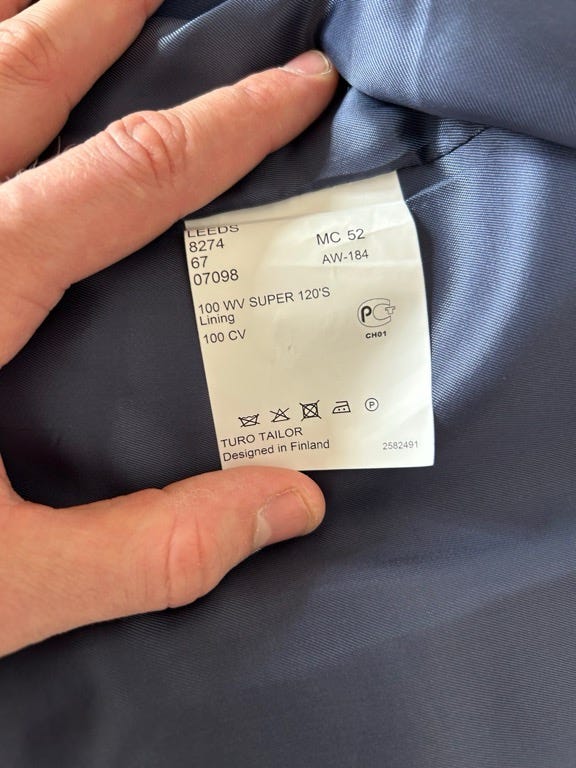 LEEDS
8274
67
07098
MC 52
AW-184
100 WV SUPER 120'S
Lining
100 CV
PC
CH01
P
TURO TAILOR
Designed in Finland
2582491